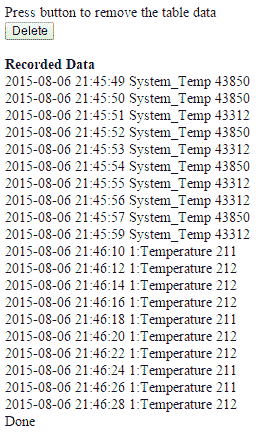 Press button to remove the table data
Delete
Recorded Data
2015-08-06 21:45:49 System_Temp 43850
2015-08-06 21:45:50 System_Temp 43850
2015-08-06 21:45:51 System_Temp 43312
2015-08-06 21:45:52 System_Temp 43850
2015-08-06 21:45:53 System_Temp 43312
2015-08-06 21:45:54 System_Temp 43850
2015-08-06 21:45:55 System_Temp 43312
2015-08-06 21:45:56 System_Temp 43312
2015-08-06 21:45:57 System_Temp 43850
2015-08-06 21:45:59 System_Temp 43312
2015-08-06 21:46:10 1:Temperature 211
2015-08-06 21:46:12 1:Temperature 212
2015-08-06 21:46:14 1:Temperature 212
2015-08-06 21:46:16 1:Temperature 212
2015-08-06 21:46:18 1:Temperature 211
2015-08-06 21:46:20 1:Temperature 212
2015-08-06 21:46:22 1:Temperature 212
2015-08-06 21:46:24 1:Temperature 211
2015-08-06 21:46:26 1:Temperature 211
2015-08-06 21:46:28 1:Temperature 212
Done